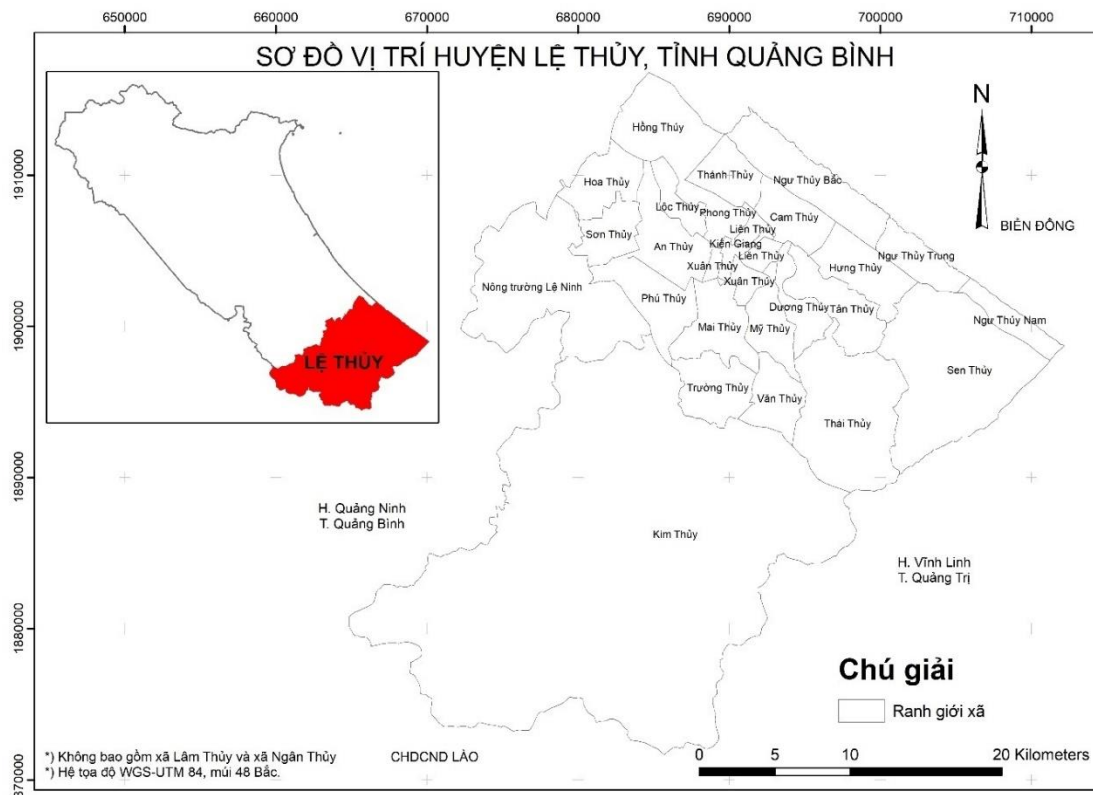 650000 660000 670000 680000 690000 700000 710000
SƠ ĐỒ VỊ TRÍ HUYỆN LỆ THỦY, TỈNH QUẢNG BÌNH
N
BIỂN ĐÔNG
1910000
1900000
1890000
1880000
1870000
LỆ THỦY
Hồng Thủy
Hoa Thủy
Thánh Thủy
Ngư Thủy Bắc
Lộc Thủy
Phong Thủy
Cam Thủy
Sơn Thủy
An Thủy
Liên Thủy
Kiến Giang
Liên Thủy
Ngư Thủy Trung
Hưng Thủy
Xuân Thủy
Xuân Thủy
Nông trường Lệ Ninh
Phú Thủy
Dương Thủy
Tân Thủy
Ngư Thủy Nam
Mai Thủy
Mỹ Thủy
Sen Thủy
Trường Thủy
Văn Thủy
Thái Thủy
Kim Thủy
H. Quảng Ninh
T. Quảng Bình
H. Vĩnh Linh
T. Quảng Trị
CHDCND LÀO
Chú giải
Ranh giới xã
0 5 10 20 Kilometers
*) Không bao gồm xã Lâm Thủy và xã Ngân Thủy
*) Hệ tọa độ WGS-UTM 84, múi 48 Bắc.